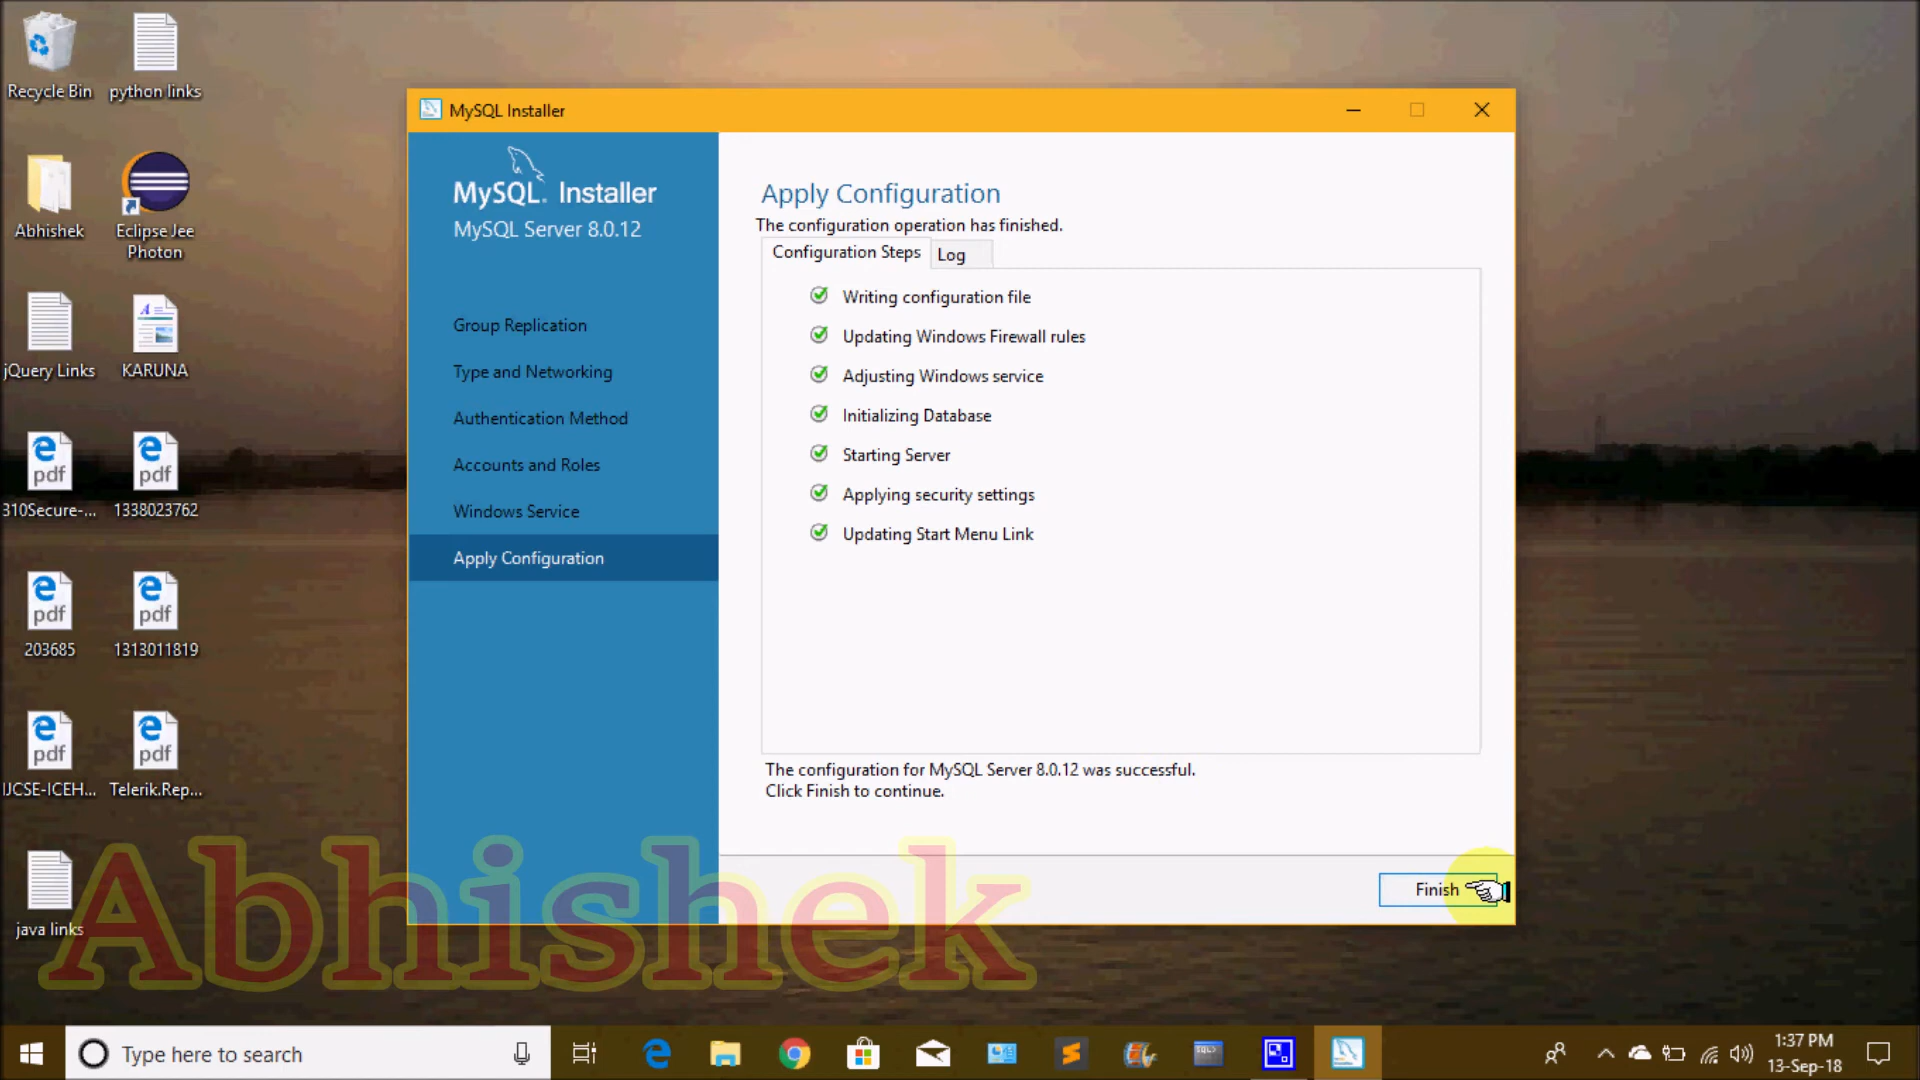 Recycle Bin
python links
Abhishek
Eclipse Jee
Photon
jQuery Links
KARUNA
pdf
pdf
310Secure-...
1338023762
pdf
pdf
203685
1313011819
pdf
pdf
IJCSE-ICEH...
Telerik.Rep...
java links
MySQL Installer
MySQL. Installer
MySQL Server 8.0.12
Group Replication
Type and Networking
Authentication Method
Accounts and Roles
Windows Service
Apply Configuration
Apply Configuration
The configuration operation has finished.
Configuration Steps
Log
Writing configuration file
Updating Windows Firewall rules
Adjusting Windows service
Initializing Database
Starting Server
Applying security settings
Updating Start Menu Link
The configuration for MySQL Server 8.0.12 was successful.
Click Finish to continue.
Finish
Abhishek
Type here to search
1:37 PM
13-Sep-18